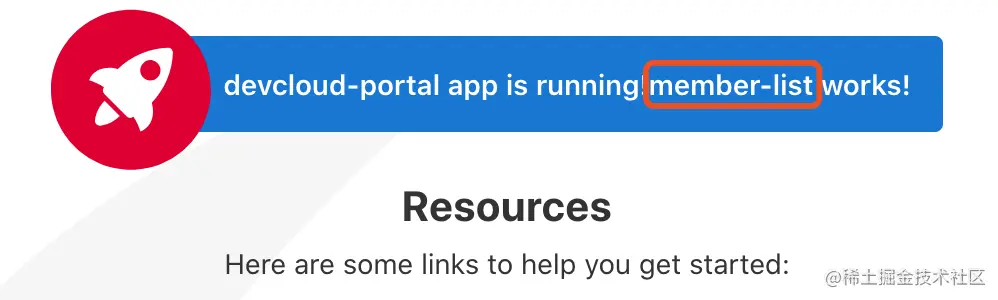 devcloud-portal app is running!member-list works!
Resources
Here are some links to help you get started:
@稀土掘金技术社区